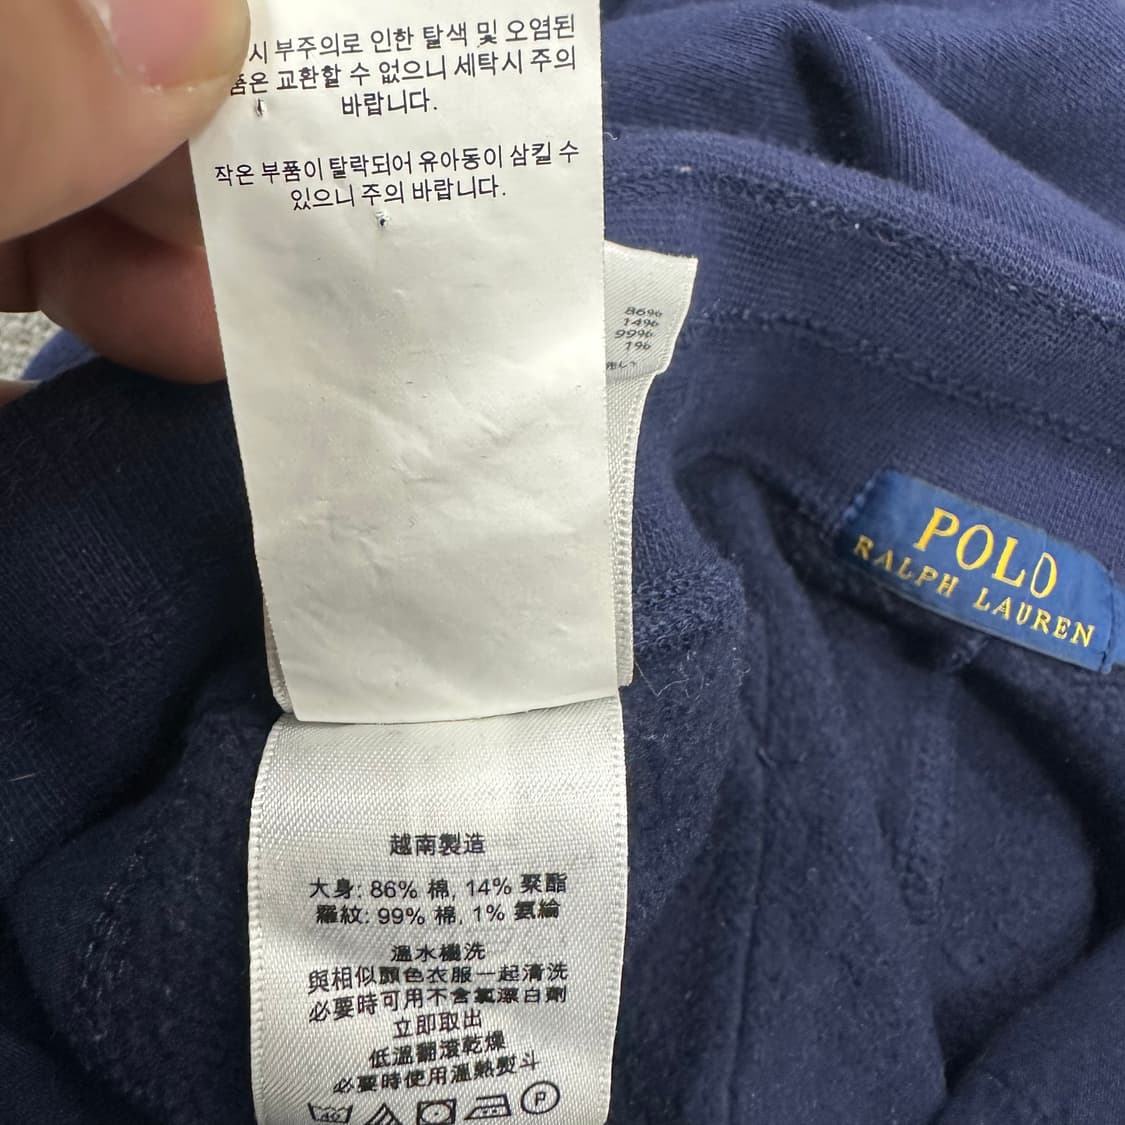 시 부주의로 인한 탈색 및 오염된
품은 교환할 수 없으니 세탁시 주의
바랍니다.
작은 부품이 탈락되어 유아동이 삼킬 수
있으니 주의 바랍니다.
86%
14%
99%
1%
POLO
RALPH LAUREN
越南製造
大身: 86% 棉, 14% 聚酯
羅紋: 99% 棉, 1% 氨綸
溫水機洗
與相似顏色衣服一起清洗
必要時可用不含氯漂白劑
立即取出
低溫翻滾乾燥
必要時使用溫熱熨斗
40
P